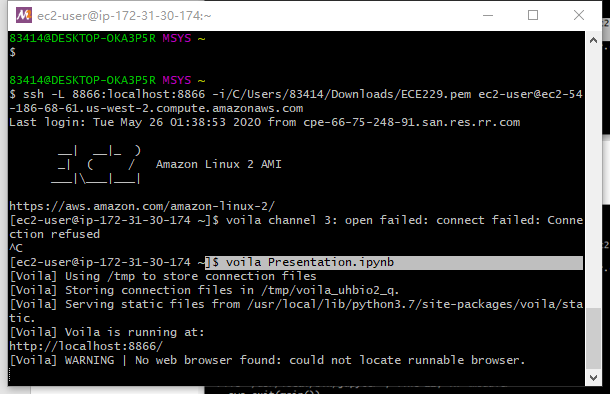 ec2-user@ip-172-31-30-174:~
83414@DESKTOP-OKA3P5R MSYS ~
$
83414@DESKTOP-OKA3P5R MSYS ~
$ ssh -L 8866:localhost:8866 -i/C/Users/83414/Downloads/ECE229.pem ec2-user@ec2-54
-186-68-61.us-west-2.compute.amazonaws.com
Last login: Tue May 26 01:38:53 2020 from cpe-66-75-248-91.san.res.rr.com
__|  __|_  )
_|  (     /   Amazon Linux 2 AMI
___|\___|___|
https://aws.amazon.com/amazon-linux-2/
[ec2-user@ip-172-31-30-174 ~]$ voila channel 3: open failed: connect failed: Conne
ction refused
^C
[ec2-user@ip-172-31-30-174 ~]$ voila Presentation.ipynb
[Voila] Using /tmp to store connection files
[Voila] Storing connection files in /tmp/voila_uhbio2_q.
[Voila] Serving static files from /usr/local/lib/python3.7/site-packages/voila/sta
tic.
[Voila] Voila is running at:
http://localhost:8866/
[Voila] WARNING | No web browser found: could not locate runnable browser.